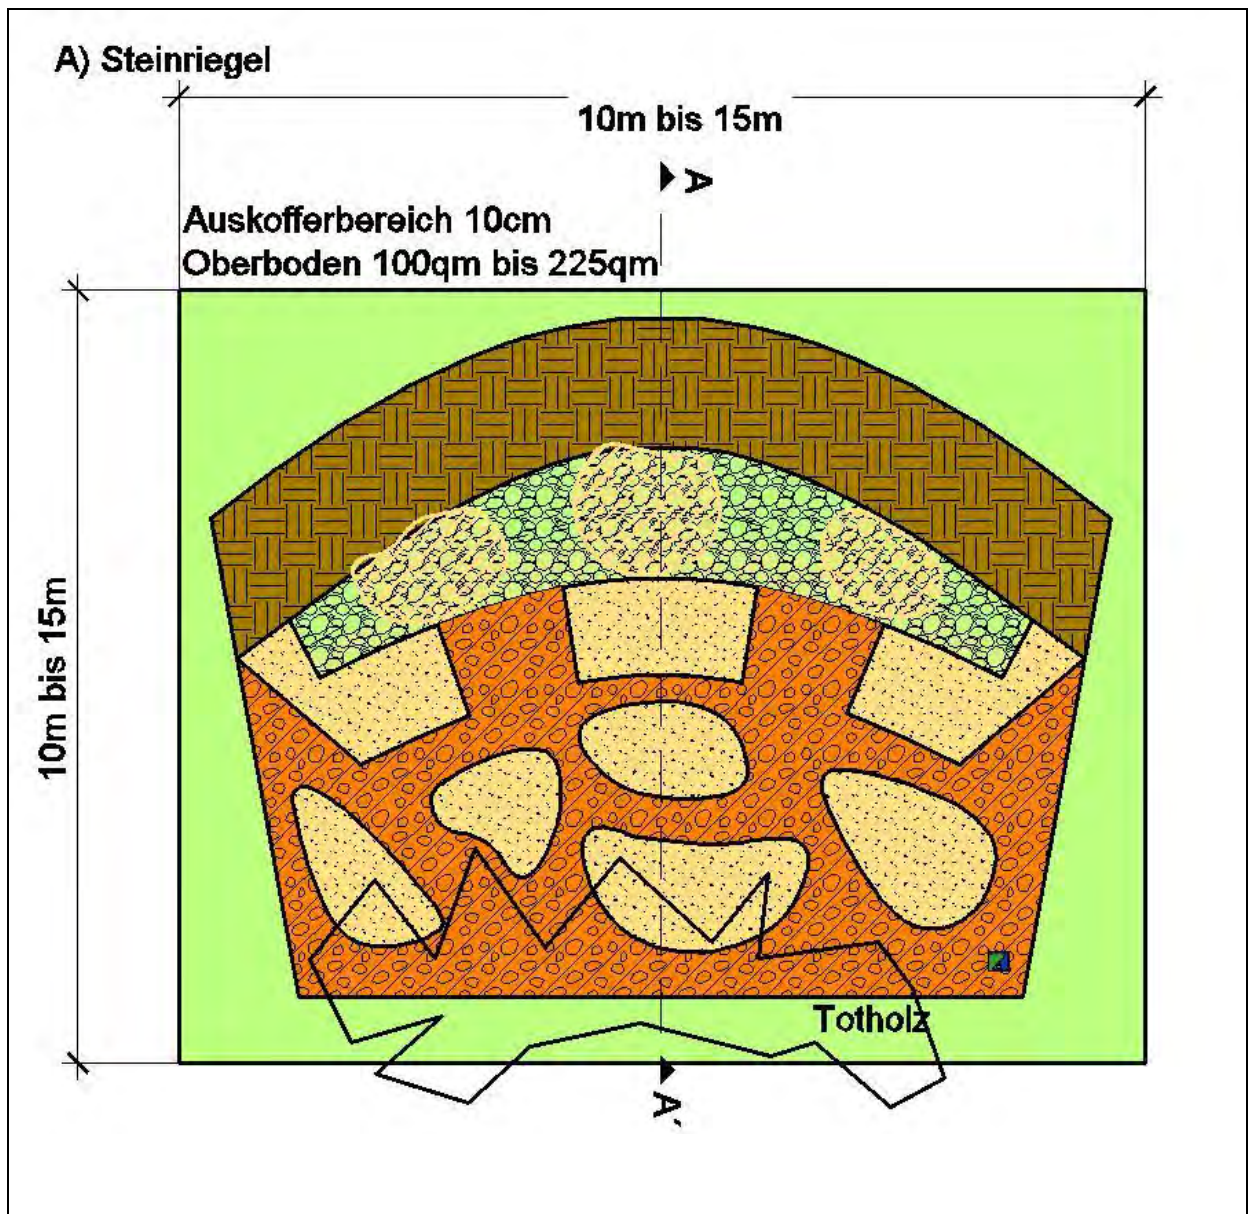 A) Steinriegel
10m bis 15m
A
Auskofferbereich 10cm
Oberboden 100qm bis 225qm
10m bis 15m
Totholz
A'